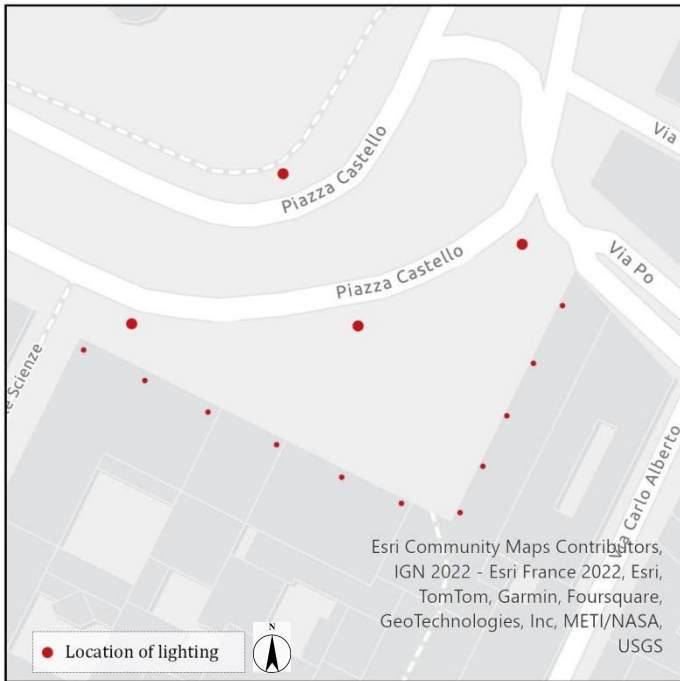 Via
Piazza Castello
Via Po
Piazza Castello
le Scienze
Via Carlo Alberto
Esri Community Maps Contributors,
IGN 2022 - Esri France 2022, Esri,
TomTom, Garmin, Foursquare,
GeoTechnologies, Inc, METI/NASA,
USGS
N
Location of lighting